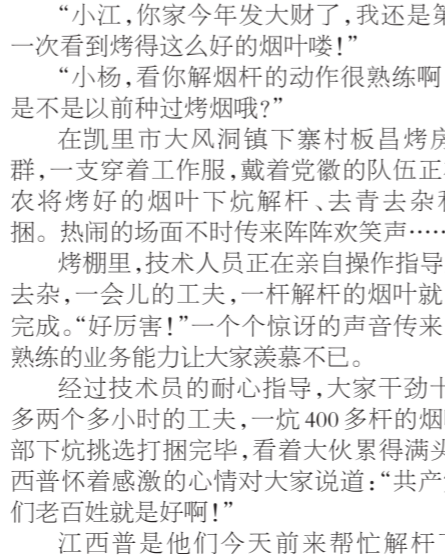 “小江，你家今年发大财了，我还是第
一次看到烤得这么好的烟叶喽！”
“小杨，看你解烟杆的动作很熟练啊
是不是以前种过烤烟哦？”
在凯里市大风洞镇下寨村板昌烤房
群，一支穿着工作服，戴着党徽的队伍正
农将烤好的烟叶下炕解杆、去青去杂
捆。热闹的场面不时传来阵阵欢笑声……
烤棚里，技术人员正在亲自操作指导
去杂，一会儿的工夫，一杆解杆的烟叶就
完成。“好厉害！”一个个惊讶的声音传来
熟练的业务能力让大家羡慕不已。
经过技术员的耐心指导，大家干劲十
多两个多小时的工夫，一炕400多杆的烟
部下炕挑选打捆完毕，看着大伙累得满头
西普怀着感激的心情对大家说道：“共产
们老百姓就是好啊！”
江西普是他们今天前来帮忙解杆